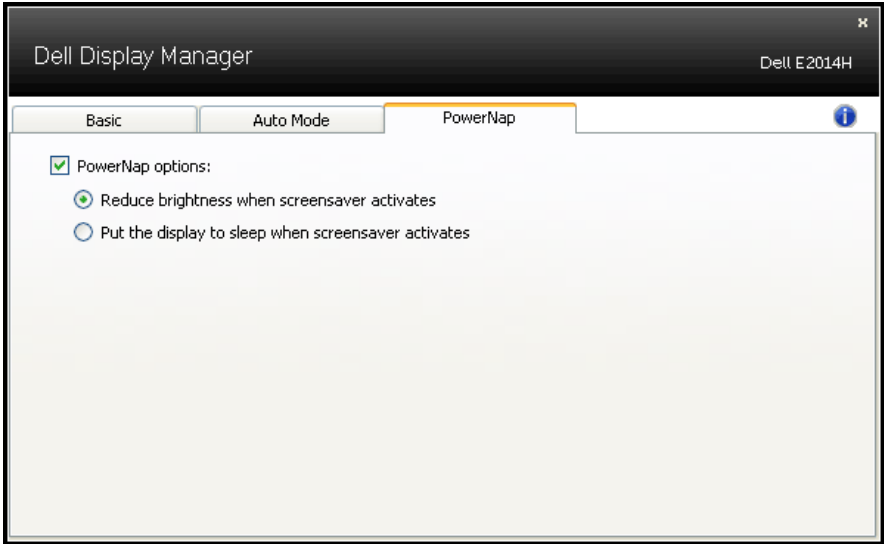 Dell Display Manager
Dell E2014H
Basic Auto Mode PowerNap
PowerNap options:
Reduce brightness when screensaver activates
Put the display to sleep when screensaver activates